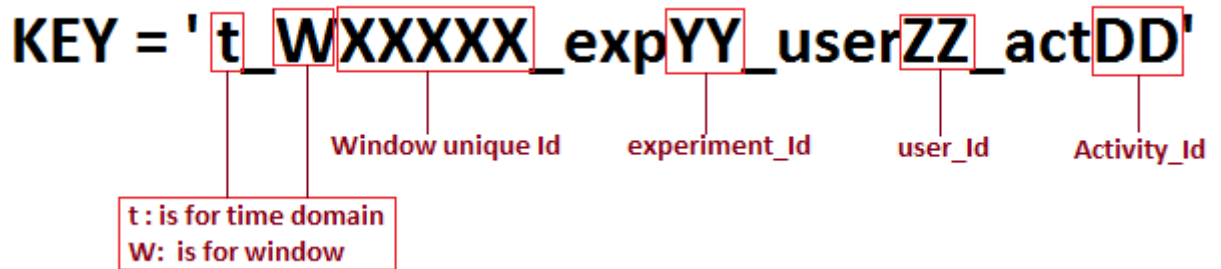 KEY = ' t_WXXXXX_expYY_userZZ_actDD'
Window unique Id experiment_Id user_Id Activity_Id
t : is for time domain
W: is for window